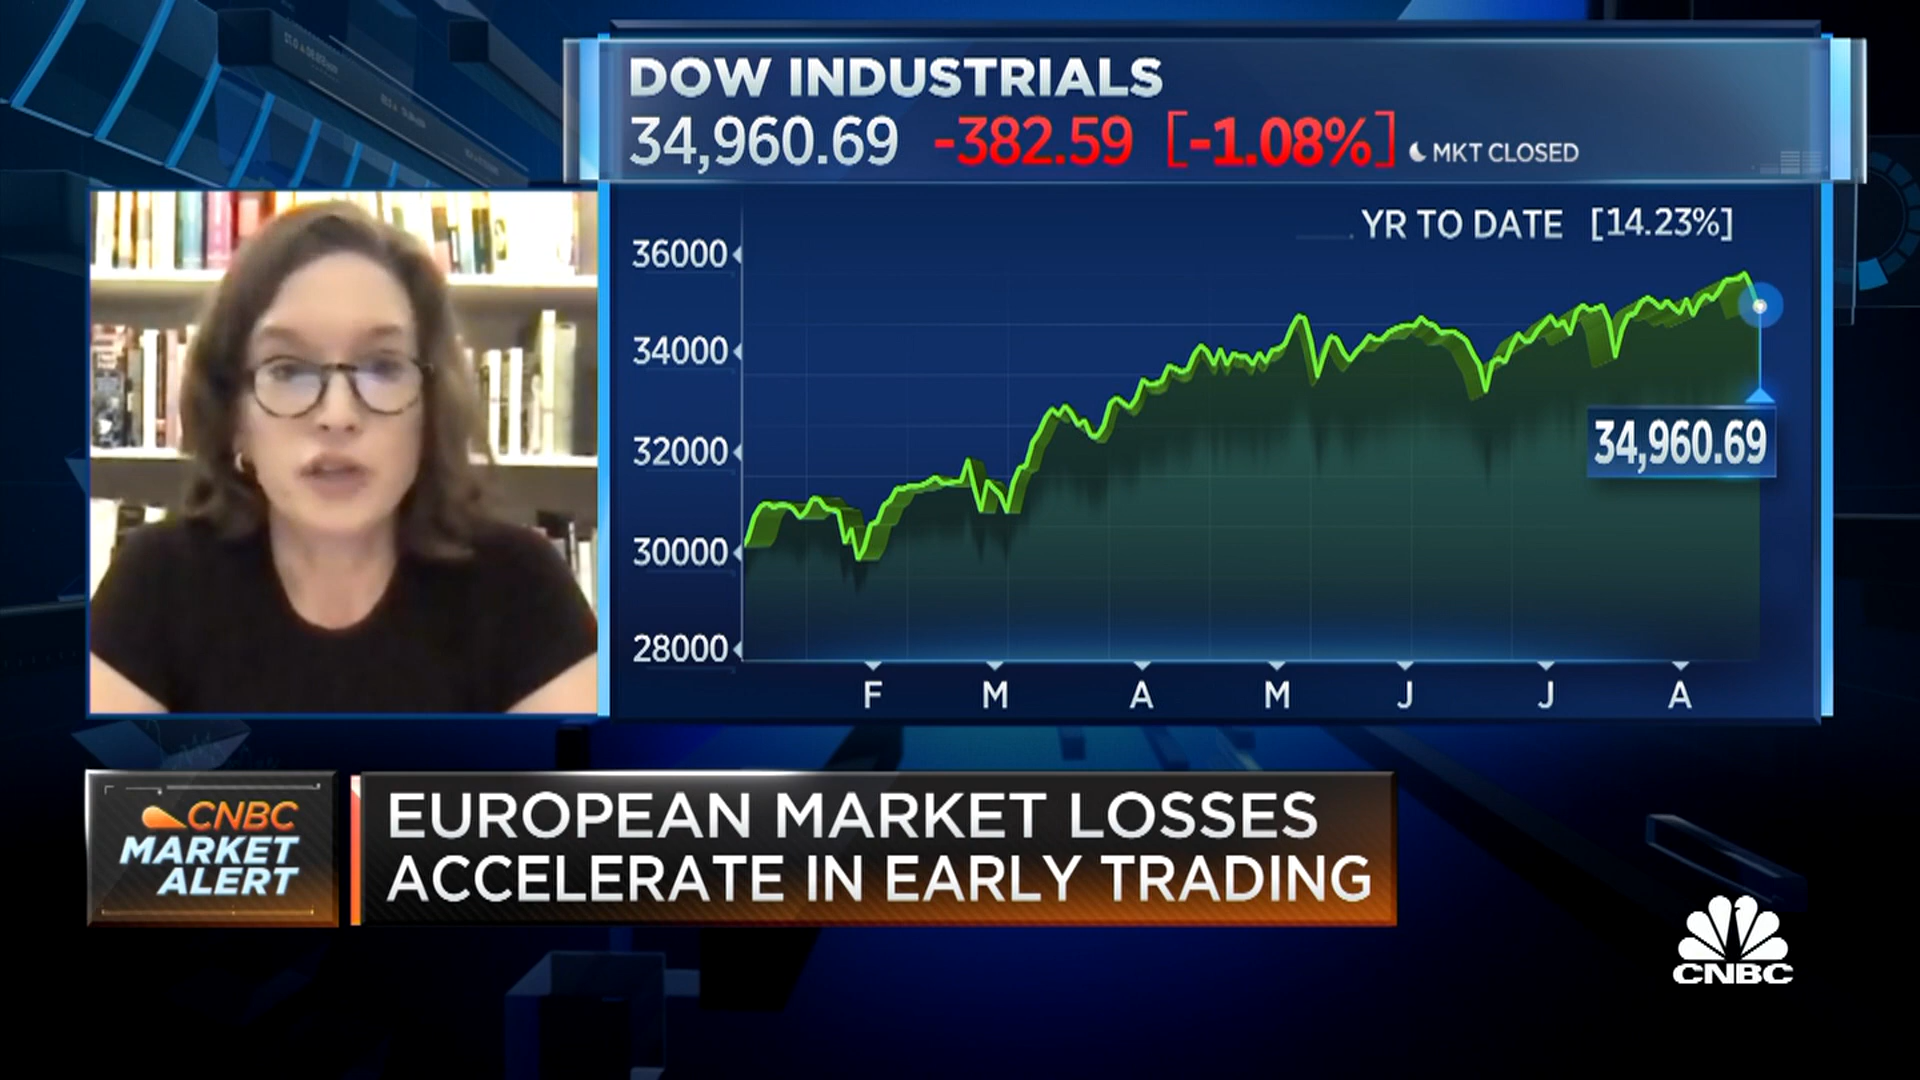 DOW INDUSTRIALS
34,960.69 -382.59 [-1.08%] MKT CLOSED
YR TO DATE [14.23%]
36000
34000
32000
30000
28000
34,960.69
F M A M J J A
CNBC
MARKET
ALERT
EUROPEAN MARKET LOSSES
ACCELERATE IN EARLY TRADING
CNBC